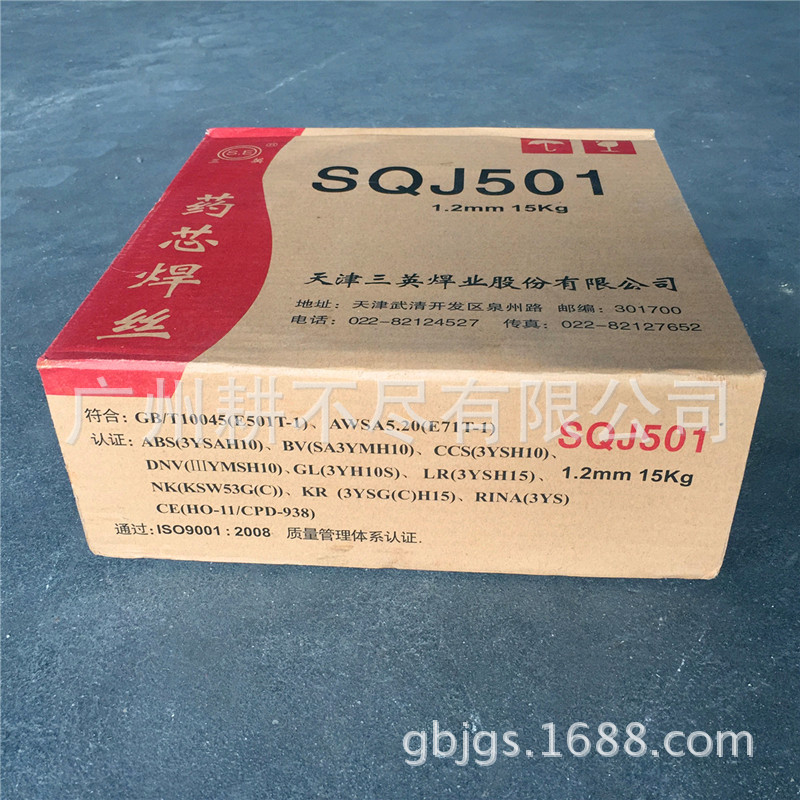 S.E
®
三英
药芯焊丝
SQJ501
1.2mm 15Kg
天津三英焊业股份有限公司
地址：天津武清开发区泉州路 邮编：301700
电话：022-82124527 传真：022-82127652
广州耕不尽有限公司
符合：GB/T10045(E501T-1)、AWSA5.20(E71T-1)
认证：ABS(3YSAH10)、BV(SA3YMH10)、CCS(3YSH10)、
DNV(IIIYMSH10)、GL(3YH10S)、LR(3YSH15)、
NK(KSW53G(C))、KR (3YSG(C)H15)、RINA(3YS)
CE(HO-11/CPD-938)
通过：ISO9001：2008 质量管理体系认证.
SQJ501
1.2mm 15Kg
gbjgs.1688.com